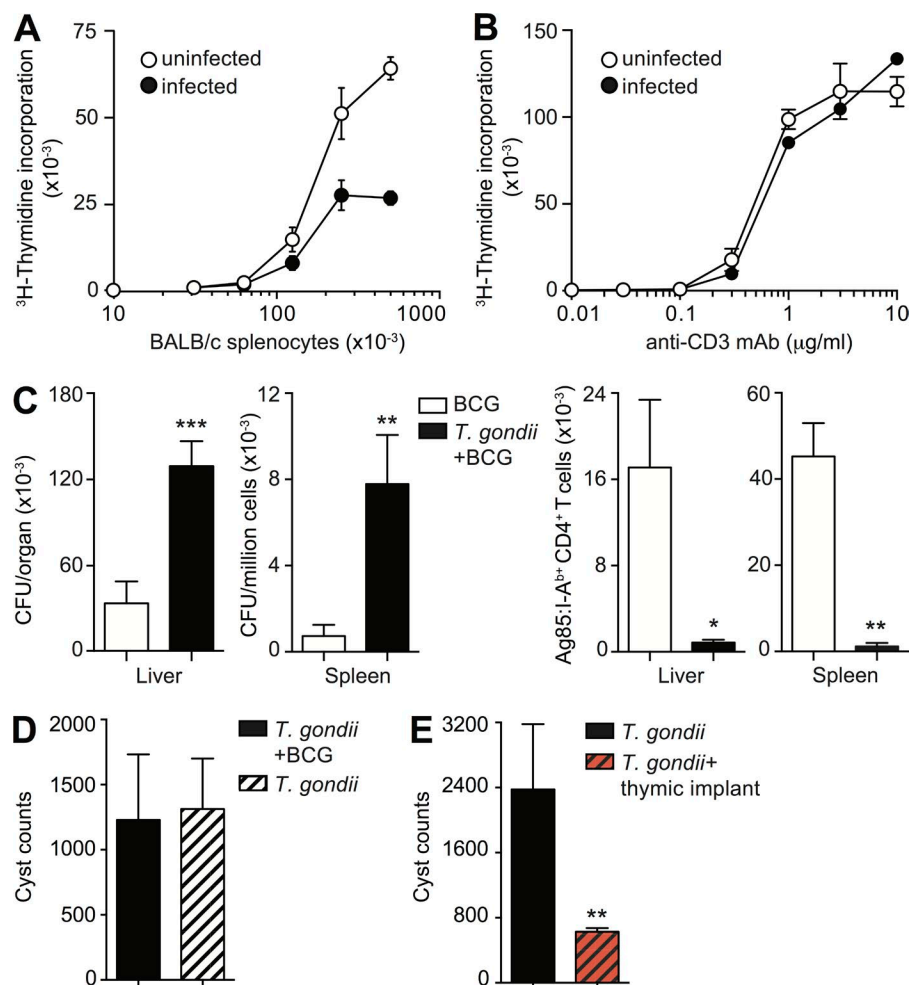 A
³H-Thymidine incorporation
(x10⁻³)
75
50
25
0
uninfected
infected
10
100
1000
BALB/c splenocytes (x10⁻³)
B
³H-Thymidine incorporation
(x10⁻³)
150
100
50
0
uninfected
infected
0.01
0.1
1
10
anti-CD3 mAb (μg/ml)
C
CFU/organ (x10⁻³)
180
120
60
0
***
Liver
CFU/million cells (x10⁻³)
12
8
4
0
**
Spleen
BCG
T. gondii
+BCG
Ag85:I-Aᵇ⁺ CD4⁺ T cells (x10⁻³)
24
16
8
0
*
Liver
60
40
20
0
**
Spleen
D
Cyst counts
2000
1500
1000
500
0
T. gondii
+BCG
T. gondii
E
Cyst counts
3200
2400
1600
800
0
**
T. gondii
T. gondii+
thymic implant